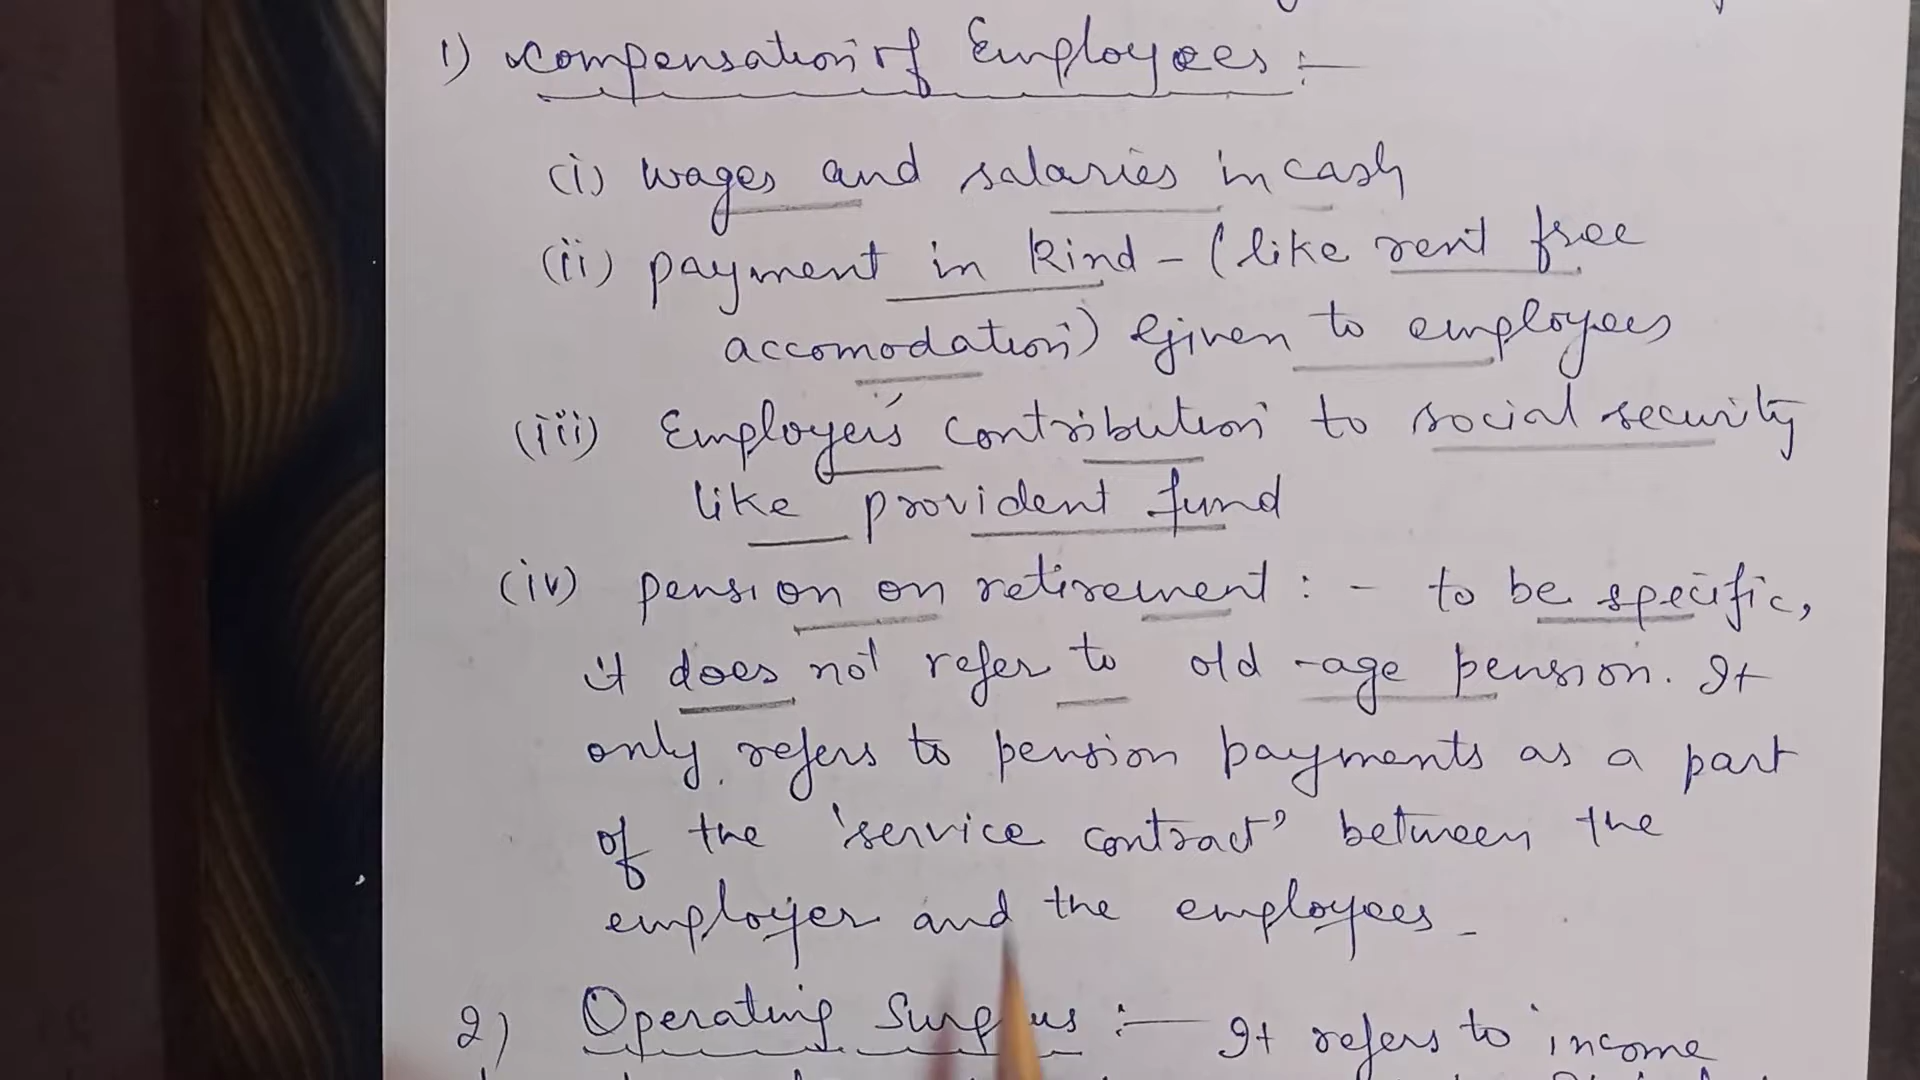 1) Compensation of Employees :-
(i) wages and salaries in cash
(ii) payment in kind - (like rent free
accomodation) given to employees
(iii) Employer's contribution to social security
like provident fund
(iv) pension on retirement : - to be specific,
it does not refer to old-age pension. It
only refers to pension payments as a part
of the 'service contract' between the
employer and the employees -
2) Operating Surplus :- It refers to income